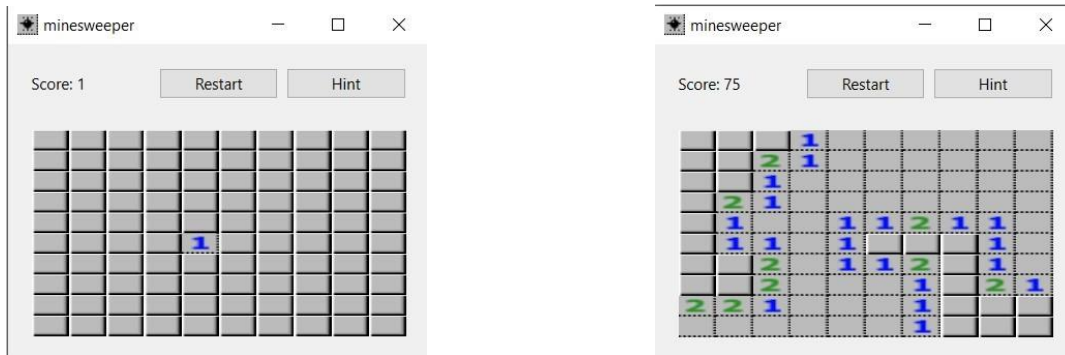 minesweeper
Score: 1 Restart Hint
1
minesweeper
Score: 75 Restart Hint
1
2 1
1
2 1
1 1 1 2 1 1
1 1 1 1
2 1 1 2 1
2 1 2 1
2 2 1 1
1